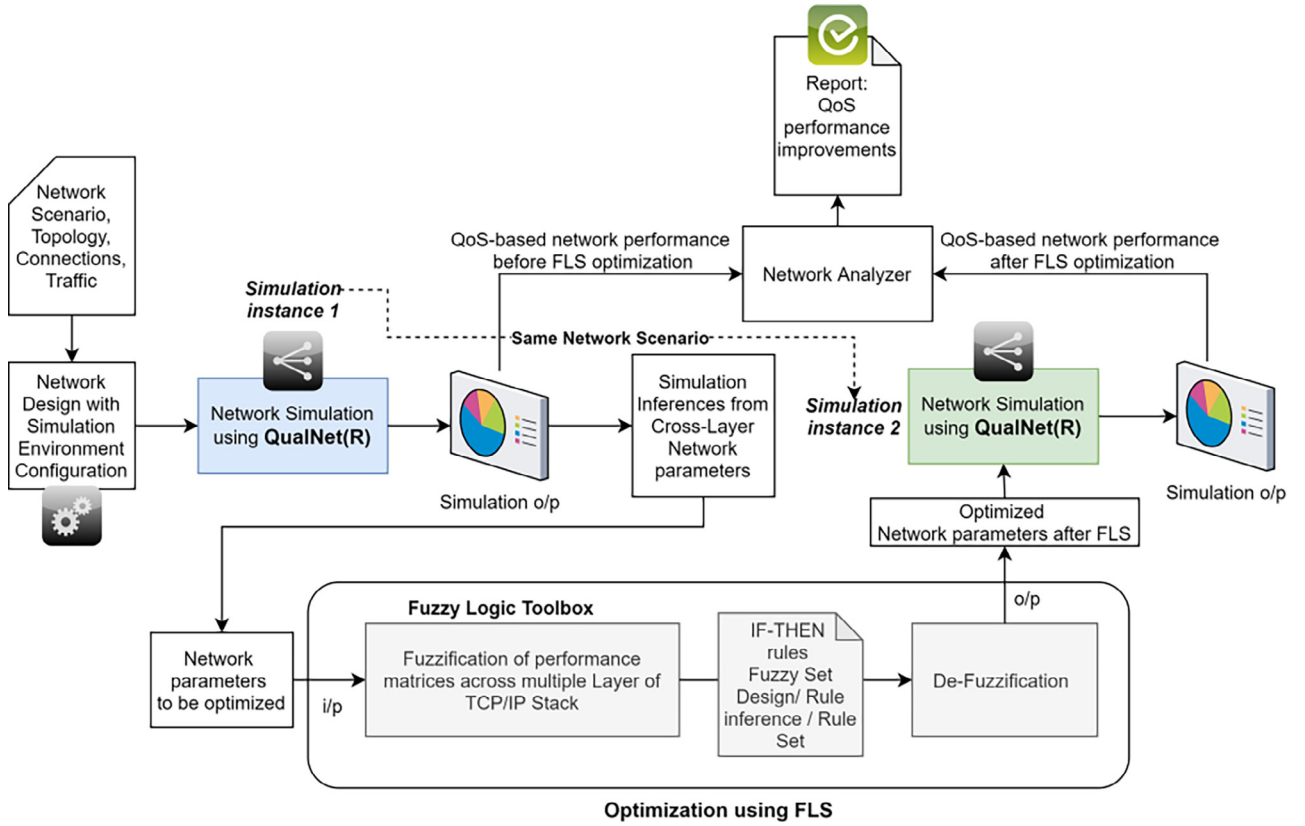 Report:
QoS
performance
improvements
Network
Scenario,
Topology,
Connections,
Traffic
QoS-based network performance
before FLS optimization
Network Analyzer
QoS-based network performance
after FLS optimization
Simulation
instance 1
Same Network Scenario
Network
Design with
Simulation
Environment
Configuration
Network Simulation
using QualNet(R)
Simulation o/p
Simulation
Inferences from
Cross-Layer
Network
parameters
Simulation
instance 2
Network Simulation
using QualNet(R)
Simulation o/p
Optimized
Network parameters after FLS
o/p
Fuzzy Logic Toolbox
Network
parameters
to be optimized
i/p
Fuzzification of performance
matrices across multiple Layer of
TCP/IP Stack
IF-THEN
rules
Fuzzy Set
Design/ Rule
inference / Rule
Set
De-Fuzzification
Optimization using FLS